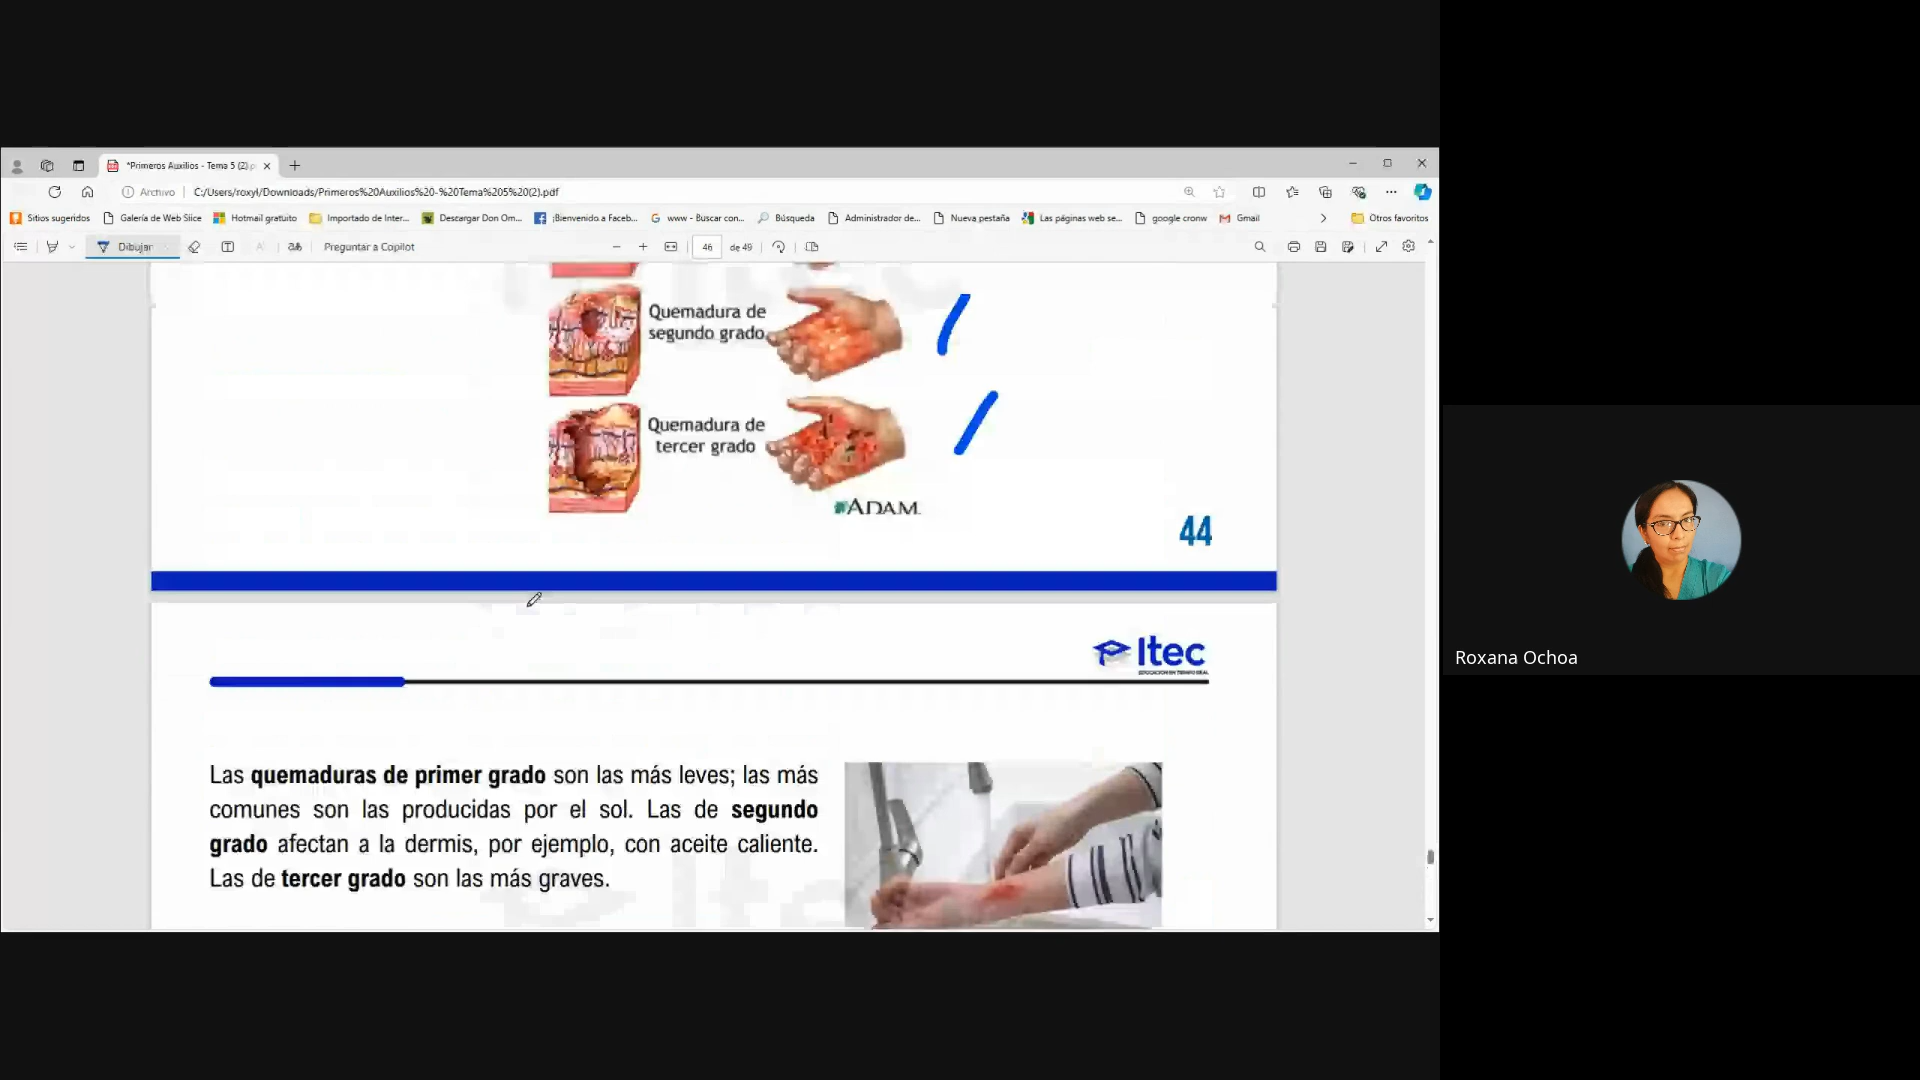 *Primeros Auxilios - Tema 5 (2).p
Archivo
C:/Users/roxyl/Downloads/Primeros%20Auxilios%20-%20Tema%205%20(2).pdf
Sitios sugeridos
Galería de Web Slice
Hotmail gratuito
Importado de Inter...
Descargar Don Om...
¡Bienvenido a Faceb...
www - Buscar con...
Búsqueda
Administrador de...
Nueva pestaña
Las páginas web se...
google cronw
Gmail
Otros favoritos
Dibujar
Preguntar a Copilot
46
de 49
Quemadura de
segundo grado
Quemadura de
tercer grado
ADAM.
44
Itec
Las quemaduras de primer grado son las más leves; las más
comunes son las producidas por el sol. Las de segundo
grado afectan a la dermis, por ejemplo, con aceite caliente.
Las de tercer grado son las más graves.
Roxana Ochoa